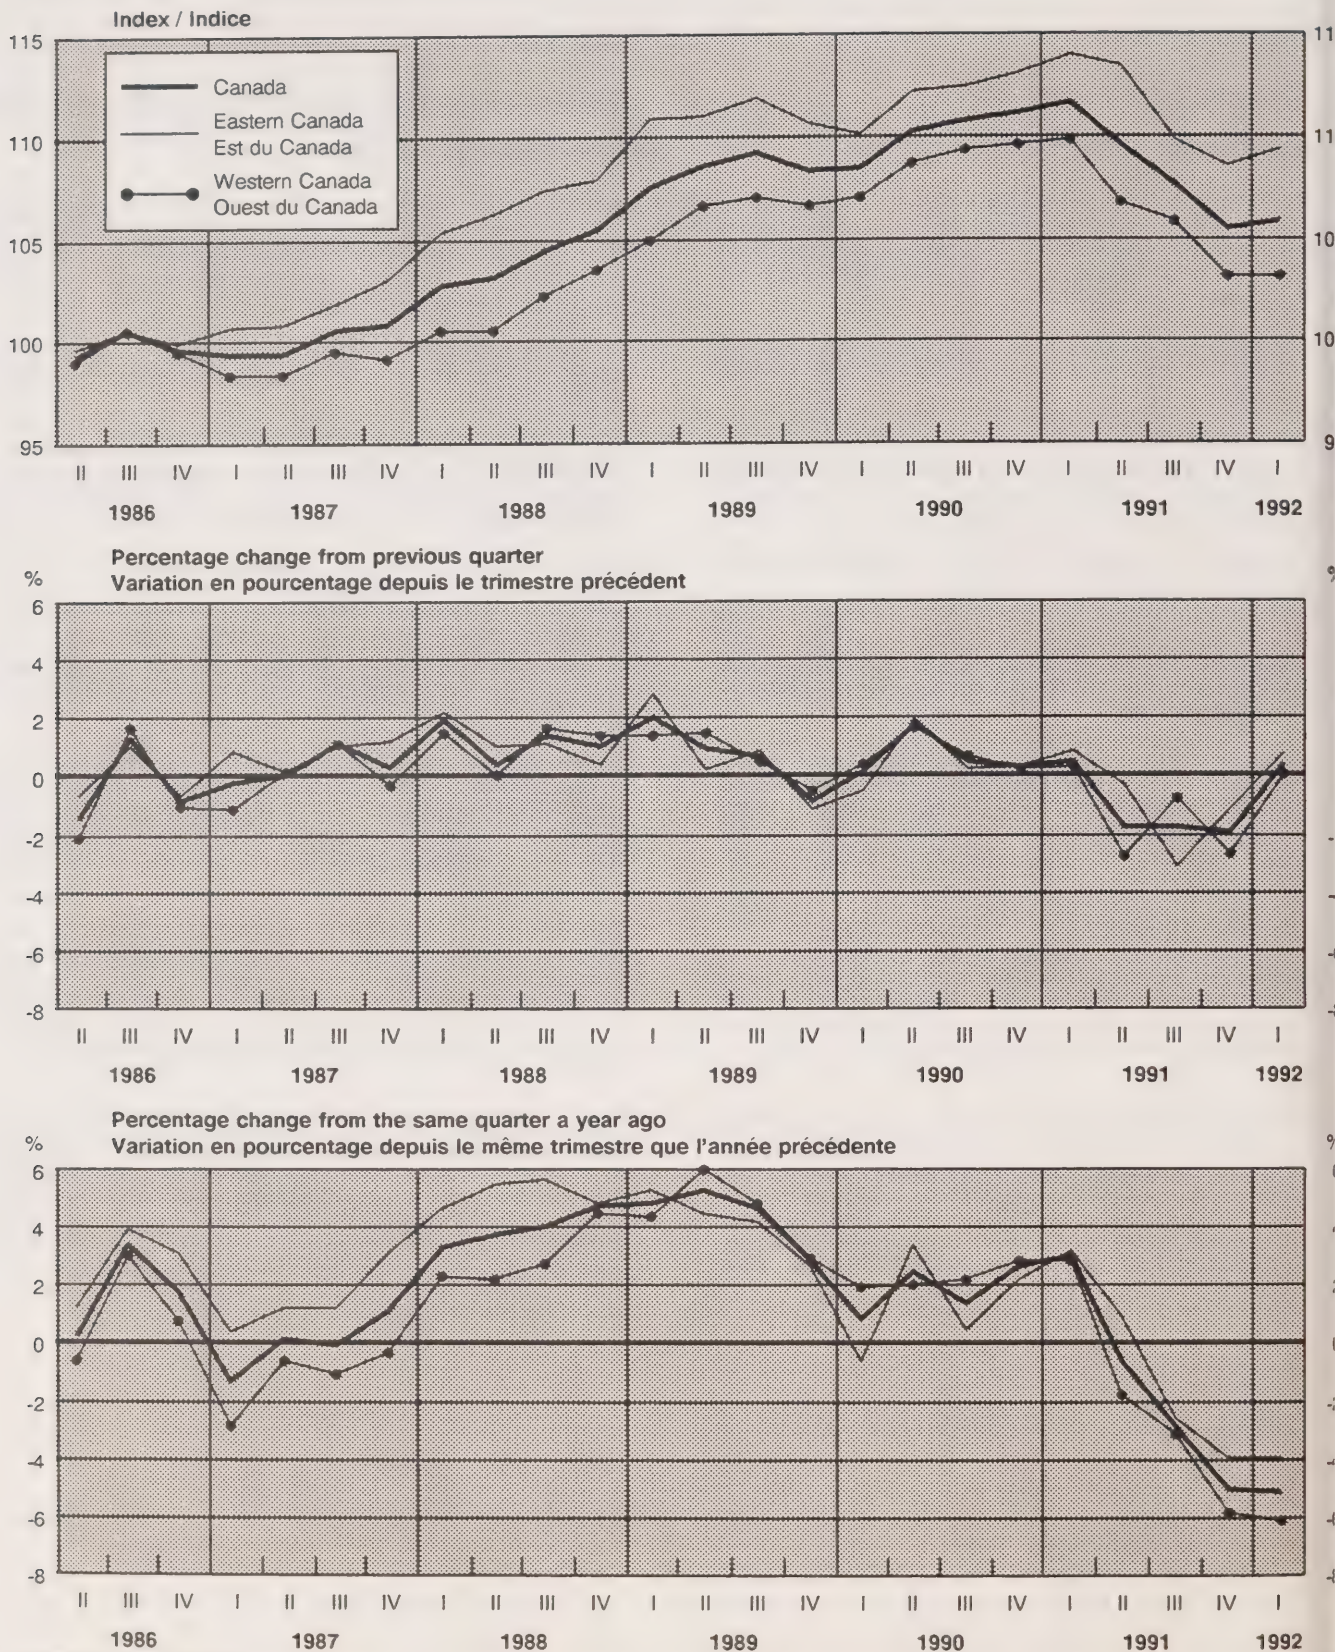 Index / Indice
115
110
105
100
95
Canada
Eastern Canada
Est du Canada
Western Canada
Ouest du Canada
11
11
10
10
9
II III IV I II III IV I II III IV I II III IV I II III IV I II III IV I
1986 1987 1988 1989 1990 1991 1992
Percentage change from previous quarter
Variation en pourcentage depuis le trimestre précédent
%
6
4
2
0
-2
-4
-6
-8
II III IV I II III IV I II III IV I II III IV I II III IV I II III IV I
1986 1987 1988 1989 1990 1991 1992
Percentage change from the same quarter a year ago
Variation en pourcentage depuis le même trimestre que l'année précédente
%
6
4
2
0
-2
-4
-6
-8
II III IV I II III IV I II III IV I II III IV I II III IV I II III IV I
1986 1987 1988 1989 1990 1991 1992